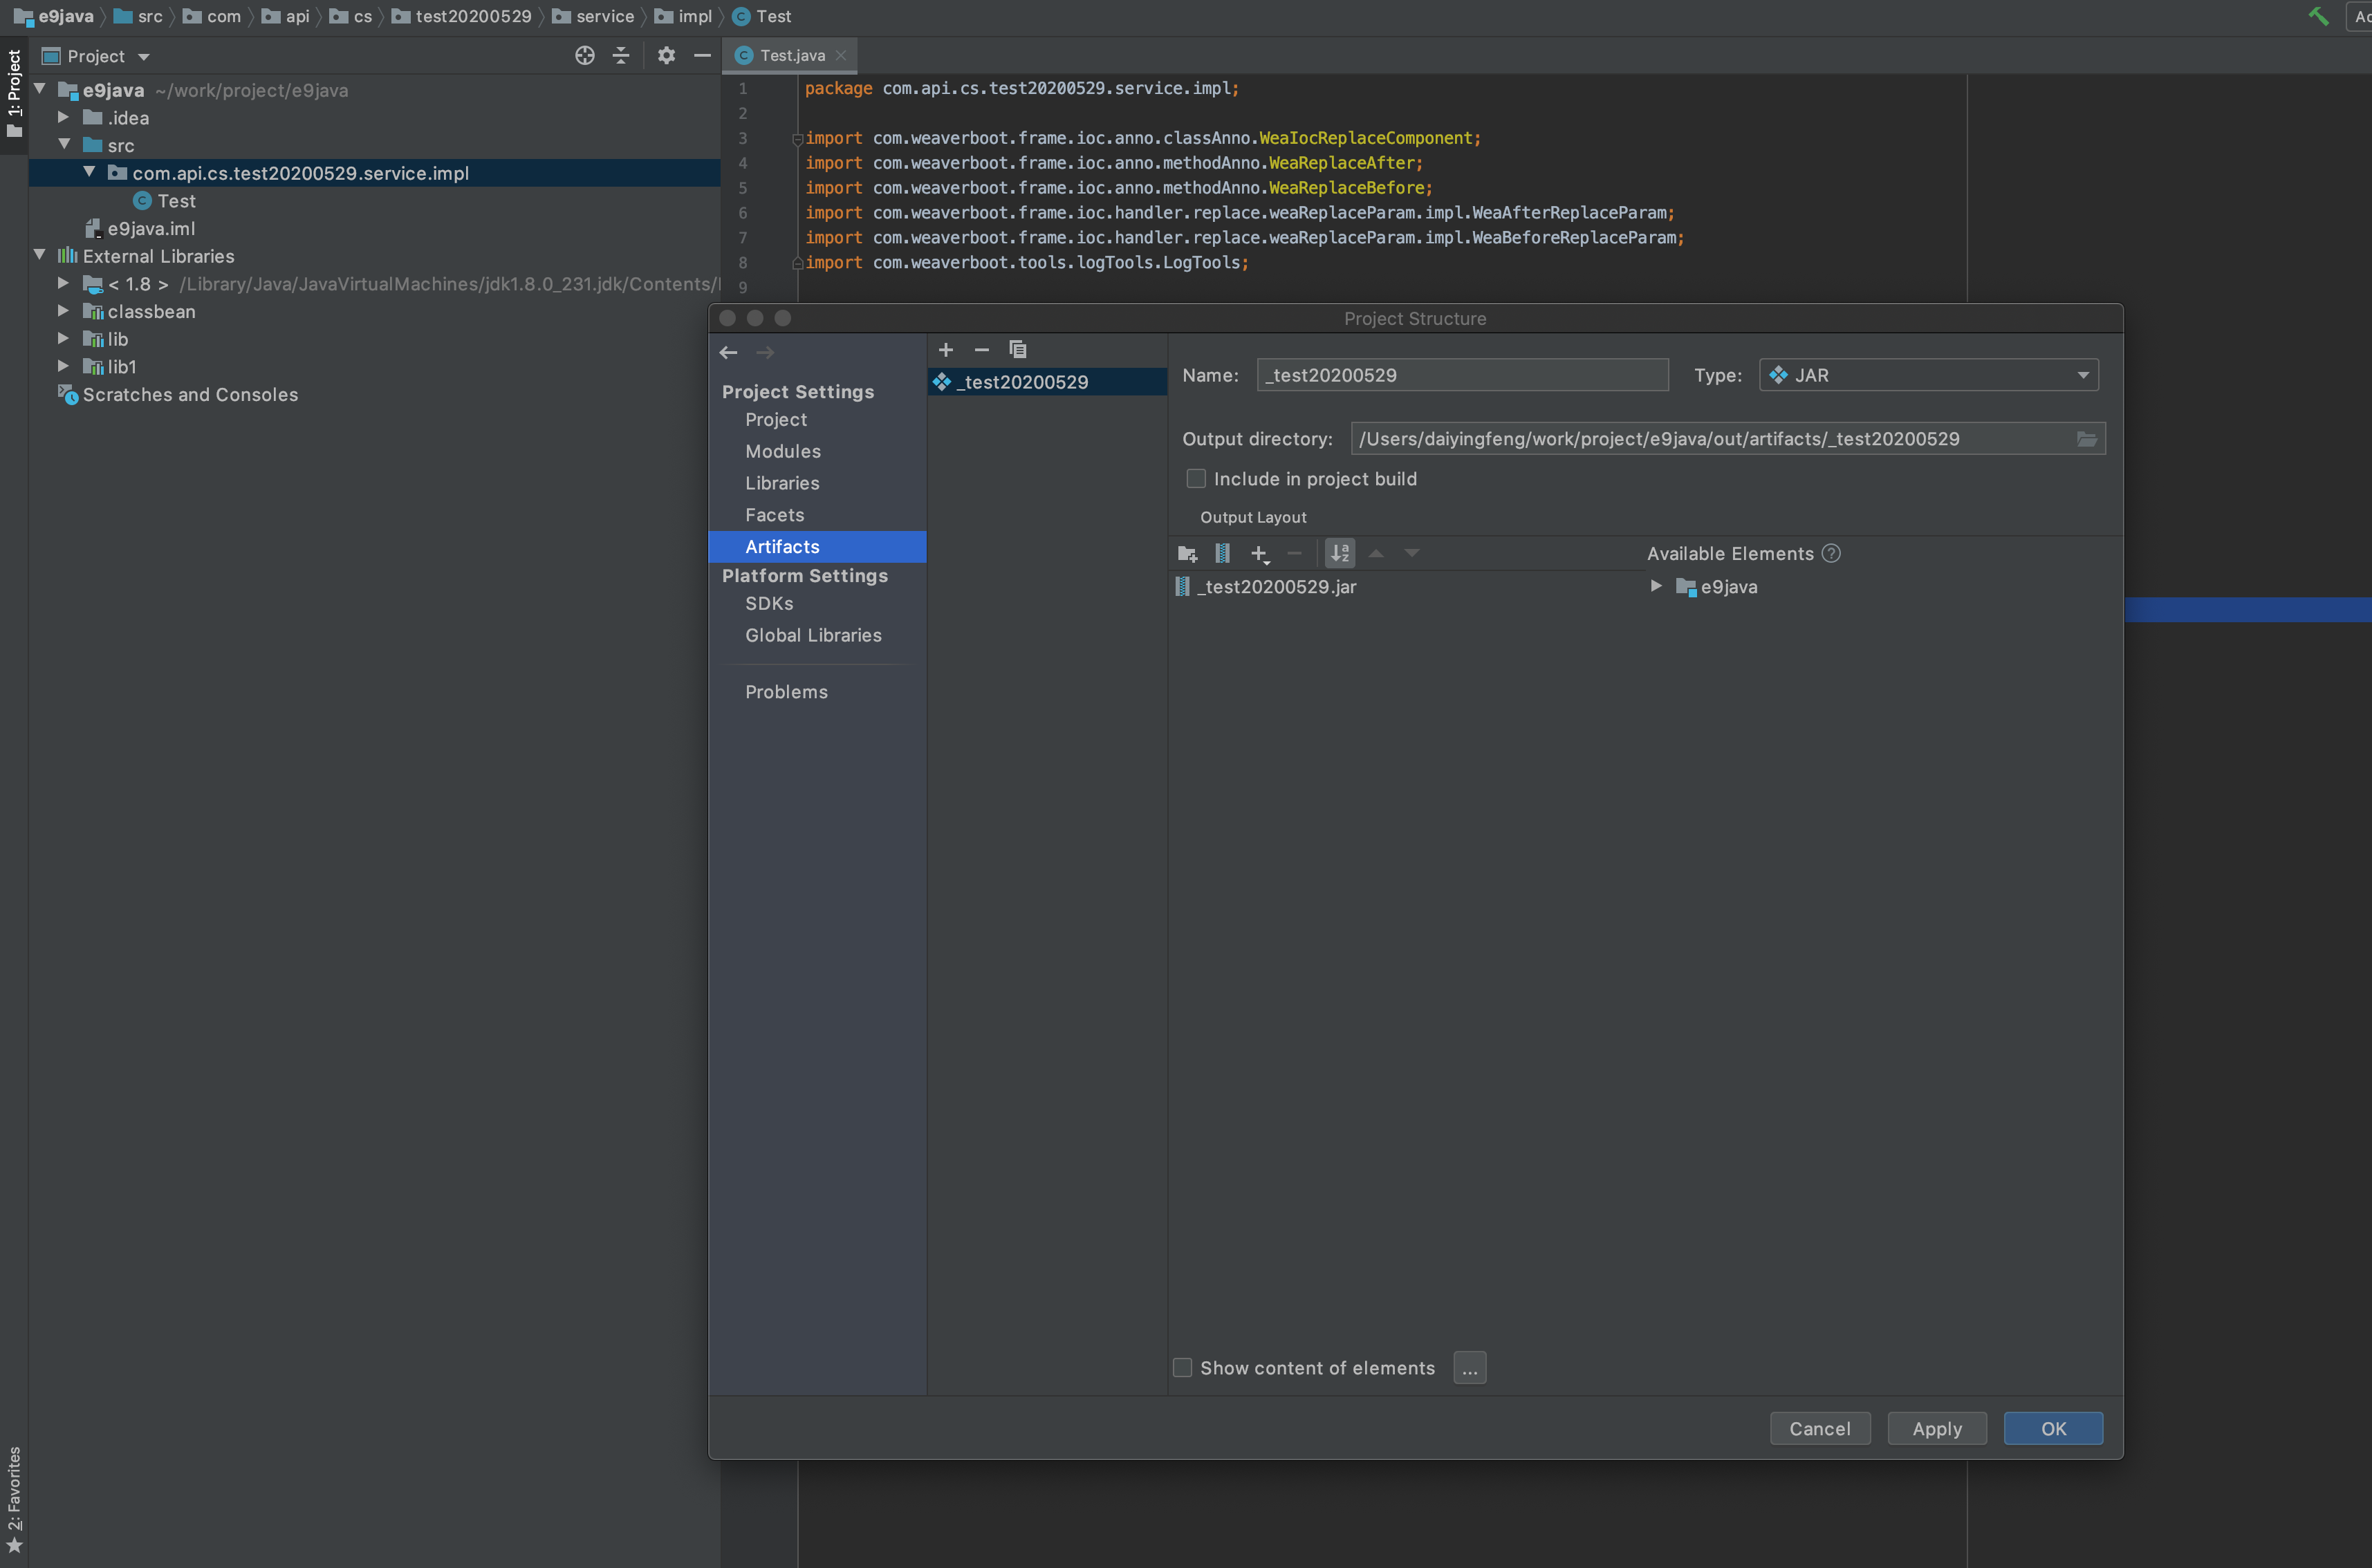 e9java src com api cs test20200529 service impl Test
1: Project
Project
e9java ~/work/project/e9java
.idea
src
com.api.cs.test20200529.service.impl
Test
e9java.iml
External Libraries
< 1.8 > /Library/Java/JavaVirtualMachines/jdk1.8.0_231.jdk/Contents/
classbean
lib
lib1
Scratches and Consoles
2: Favorites
Test.java
1 package com.api.cs.test20200529.service.impl;
2
3 import com.weaverboot.frame.ioc.anno.classAnno.WeaIocReplaceComponent;
4 import com.weaverboot.frame.ioc.anno.methodAnno.WeaReplaceAfter;
5 import com.weaverboot.frame.ioc.anno.methodAnno.WeaReplaceBefore;
6 import com.weaverboot.frame.ioc.handler.replace.weaReplaceParam.impl.WeaAfterReplaceParam;
7 import com.weaverboot.frame.ioc.handler.replace.weaReplaceParam.impl.WeaBeforeReplaceParam;
8 import com.weaverboot.tools.logTools.LogTools;
9
Project Structure
Project Settings
Project
Modules
Libraries
Facets
Artifacts
Platform Settings
SDKs
Global Libraries
Problems
_test20200529
Name: _test20200529 Type: JAR
Output directory: /Users/daiyingfeng/work/project/e9java/out/artifacts/_test20200529
Include in project build
Output Layout
Available Elements ?
_test20200529.jar
e9java
Show content of elements ...
Cancel Apply OK